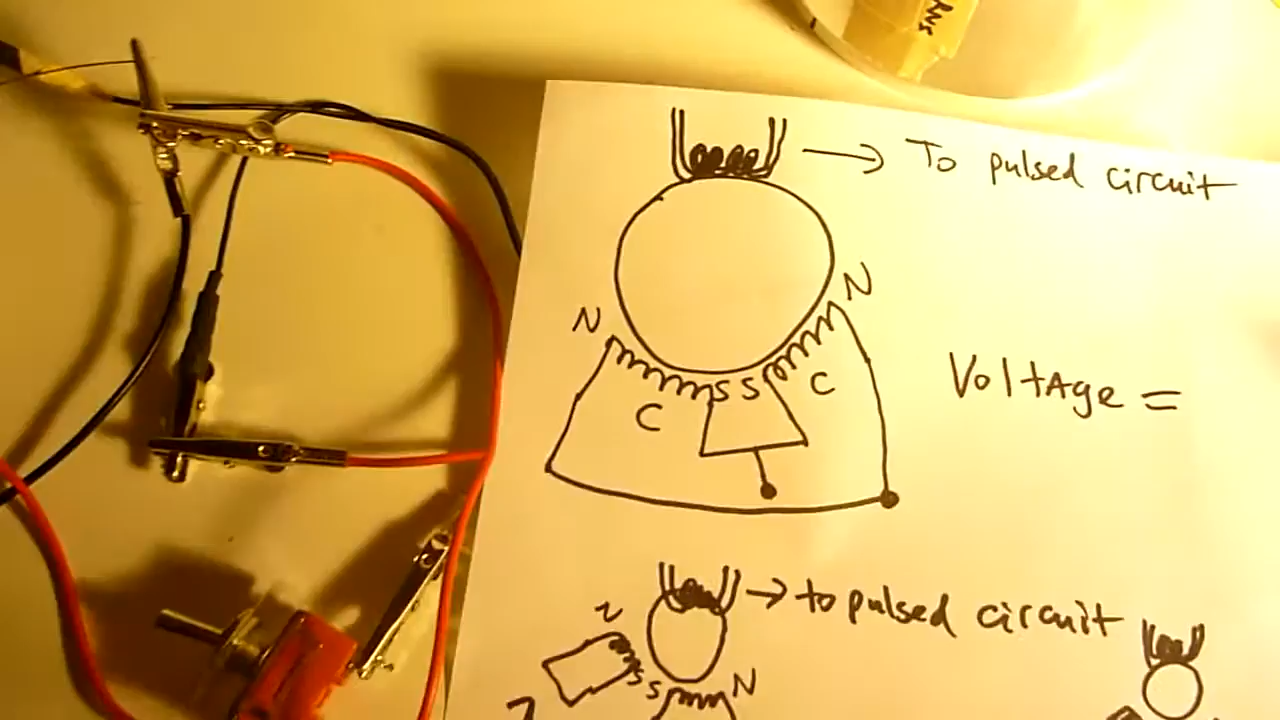 To pulsed circuit
N
N
S S
C
C
Voltage =
to pulsed circuit
N
S
S
N